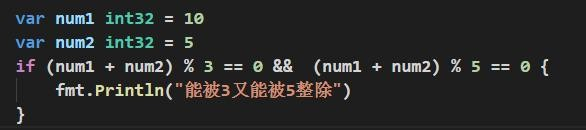 var num1 int32 = 10
var num2 int32 = 5
if (num1 + num2) % 3 == 0 &&  (num1 + num2) % 5 == 0 {
    fmt.Println("能被3又能被5整除")
}